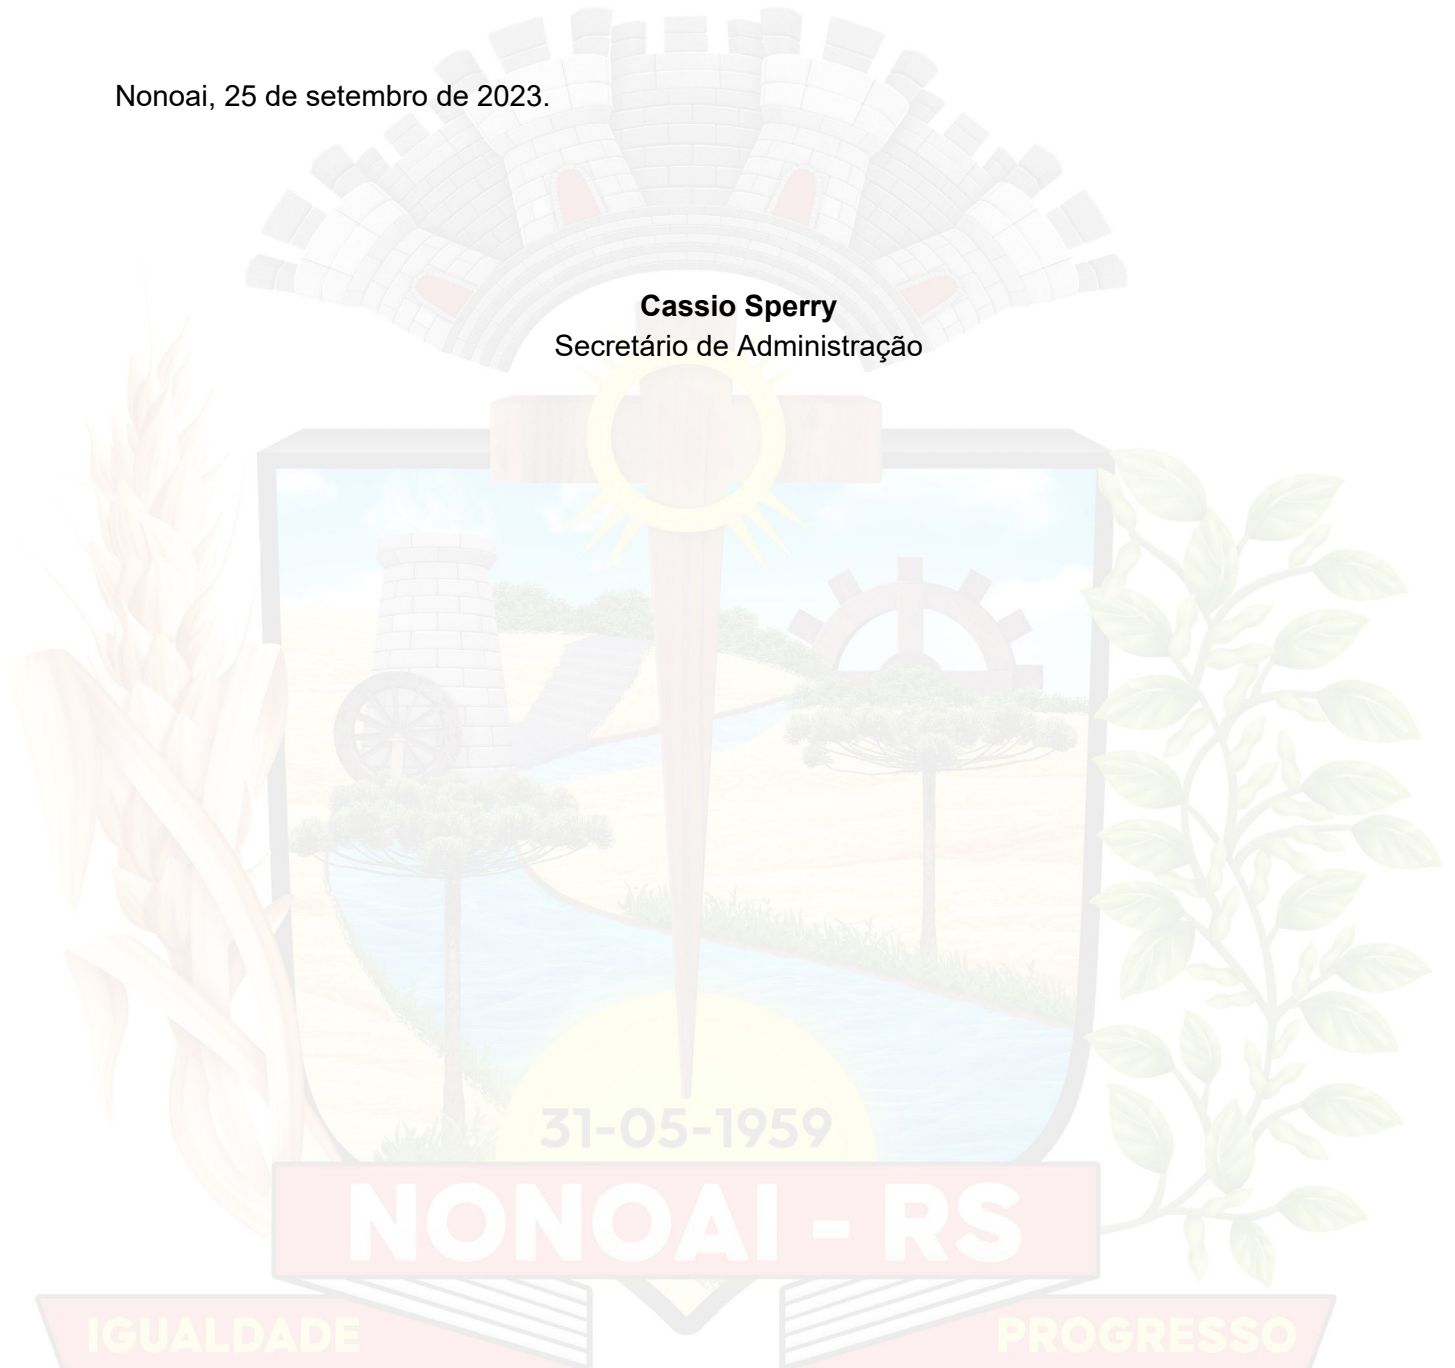 Nonoai, 25 de setembro de 2023.
Cassio Sperry
Secretário de Administração
31-05-1959
NONOAI - RS
IGUALDADE
PROGRESSO